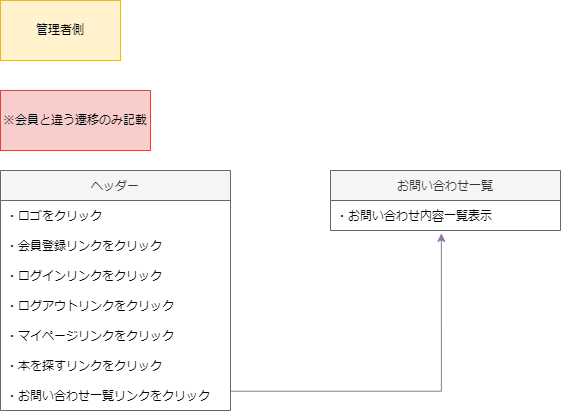 管理者側
※会員と違う遷移のみ記載
ヘッダー
・ロゴをクリック
・会員登録リンクをクリック
・ログインリンクをクリック
・ログアウトリンクをクリック
・マイページリンクをクリック
・本を探すリンクをクリック
・お問い合わせ一覧リンクをクリック
お問い合わせ一覧
・お問い合わせ内容一覧表示